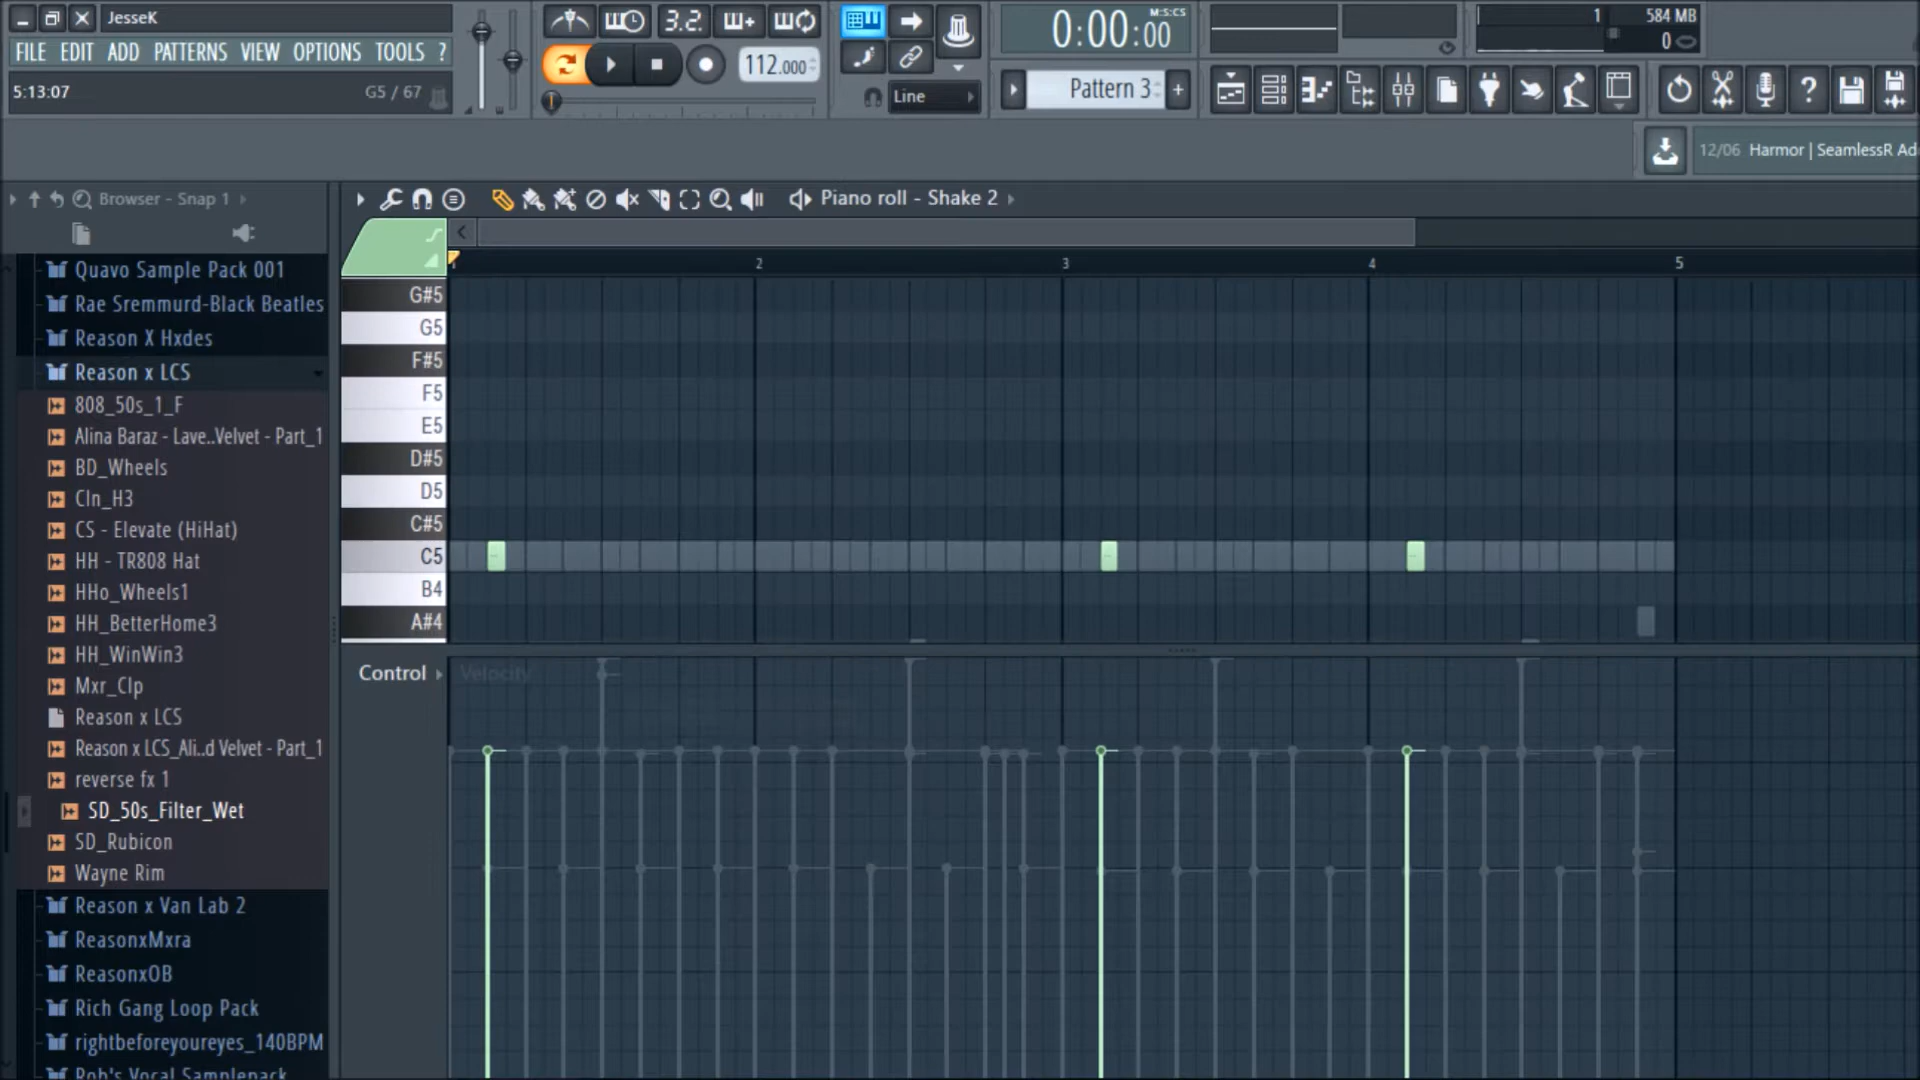 JesseK
FILE EDIT ADD PATTERNS VIEW OPTIONS TOOLS ?
5:13:07 G5 / 67
3.2.
112.000
Line
0:00:00
M:S:CS
Pattern 3 +
1 584 MB
0
?
12/06 Harmor | SeamlessR Ad
Browser - Snap 1
Quavo Sample Pack 001
Rae Sremmurd-Black Beatles
Reason X Hxdes
Reason x LCS
808_50s_1_F
Alina Baraz - Lave..Velvet - Part_1
BD_Wheels
Cln_H3
CS - Elevate (HiHat)
HH - TR808 Hat
HHo_Wheels1
HH_BetterHome3
HH_WinWin3
Mxr_Clp
Reason x LCS
Reason x LCS_Ali..d Velvet - Part_1
reverse fx 1
SD_50s_Filter_Wet
SD_Rubicon
Wayne Rim
Reason x Van Lab 2
ReasonxMxra
ReasonxOB
Rich Gang Loop Pack
rightbeforeyoureyes_140BPM
Rob's Vocal Samplepack
Piano roll - Shake 2
2 3 4 5
G#5
G5
F#5
F5
E5
D#5
D5
C#5
C5
B4
A#4
Control Velocity